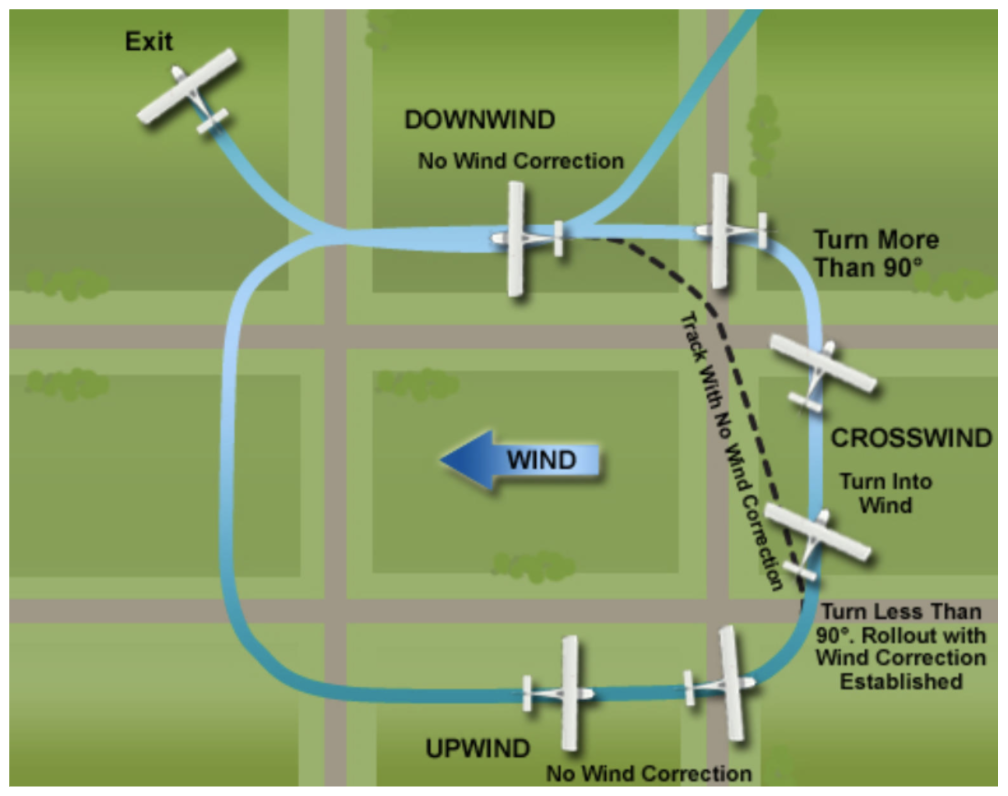 Exit
DOWNWIND
No Wind Correction
Turn More
Than 90°
Track With No Wind Correction
WIND
CROSSWIND
Turn Into
Wind
Turn Less Than
90°. Rollout with
Wind Correction
Established
UPWIND
No Wind Correction